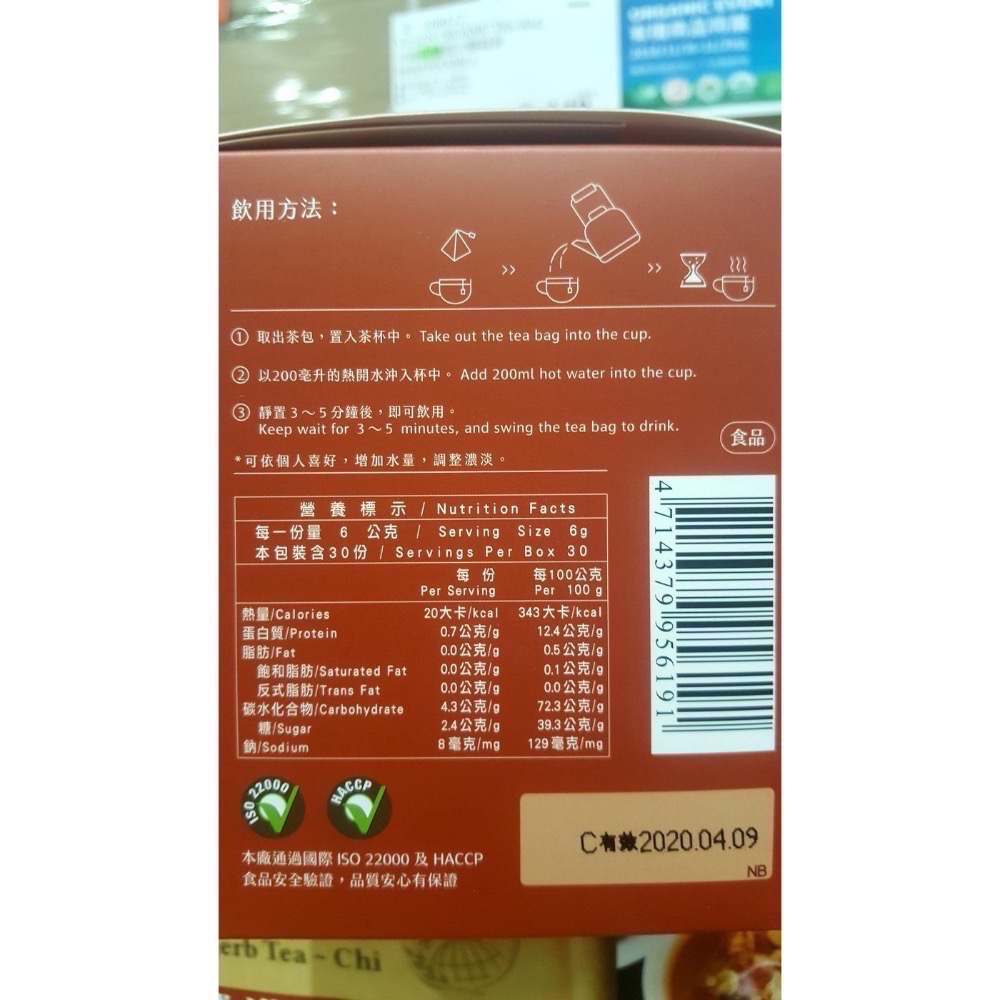 ORGANIC
飲用方法：
① 取出茶包，置入茶杯中。 Take out the tea bag into the cup.
② 以200毫升的熱開水沖入杯中。 Add 200ml hot water into the cup.
③ 靜置3～5分鐘後，即可飲用。
Keep wait for 3～5 minutes, and swing the tea bag to drink.
食品
*可依個人喜好，增加水量，調整濃淡。
營養標示 / Nutrition Facts
每一份量 6 公克 / Serving Size 6g
本包裝含30份 / Servings Per Box 30
每份 每100公克
Per Serving Per 100 g
熱量/Calories 20大卡/kcal 343大卡/kcal
蛋白質/Protein 0.7公克/g 12.4公克/g
脂肪/Fat 0.0公克/g 0.5公克/g
飽和脂肪/Saturated Fat 0.0公克/g 0.1公克/g
反式脂肪/Trans Fat 0.0公克/g 0.0公克/g
碳水化合物/Carbohydrate 4.3公克/g 72.3公克/g
糖/Sugar 2.4公克/g 39.3公克/g
鈉/Sodium 8毫克/mg 129毫克/mg
4 714379 956191
ISO 22000
HACCP
本廠通過國際 ISO 22000 及 HACCP
食品安全驗證，品質安心有保證
C有效2020.04.09
NB
erb Tea ~ Chi